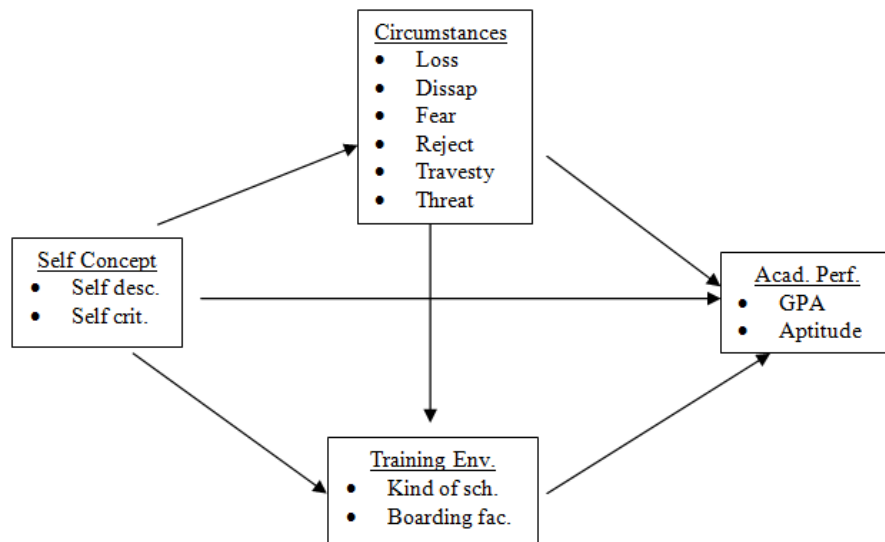 Circumstances
• Loss
• Dissap
• Fear
• Reject
• Travesty
• Threat
Self Concept
• Self desc.
• Self crit.
Acad. Perf.
• GPA
• Aptitude
Training Env.
• Kind of sch.
• Boarding fac.